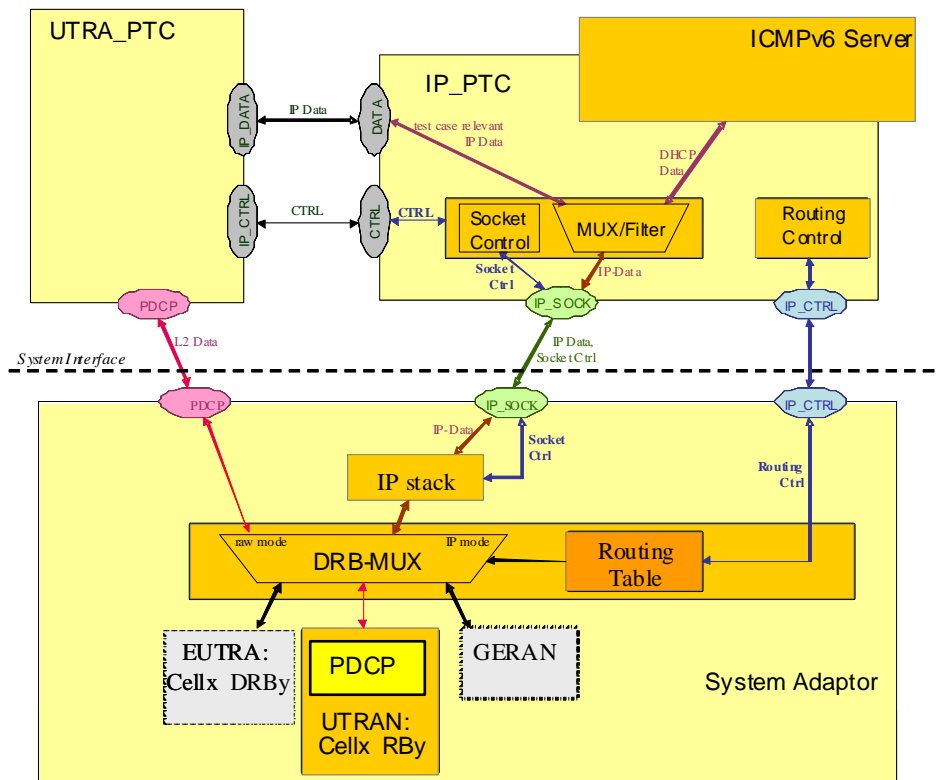 UTRA_PTC
ICMPv6 Server
IP_PTC
IP_DATA
IP Data
DATA
test case relevant
IP Data
DHCP
Data
IP_CTRL
CTRL
CTRL
CTRL
Socket
Control
MUX/Filter
Routing
Control
Socket
Ctrl
IP-Data
PDCP
IP_SOCK
IP_CTRL
L2 Data
IP Data,
Socket Ctrl
System Interface
PDCP
IP_SOCK
IP_CTRL
IP-Data
Socket
Ctrl
Routing
Ctrl
IP stack
raw mode
IP mode
DRB-MUX
Routing
Table
EUTRA:
Cellx DRBy
PDCP
UTRAN:
Cellx RBy
GERAN
System Adaptor